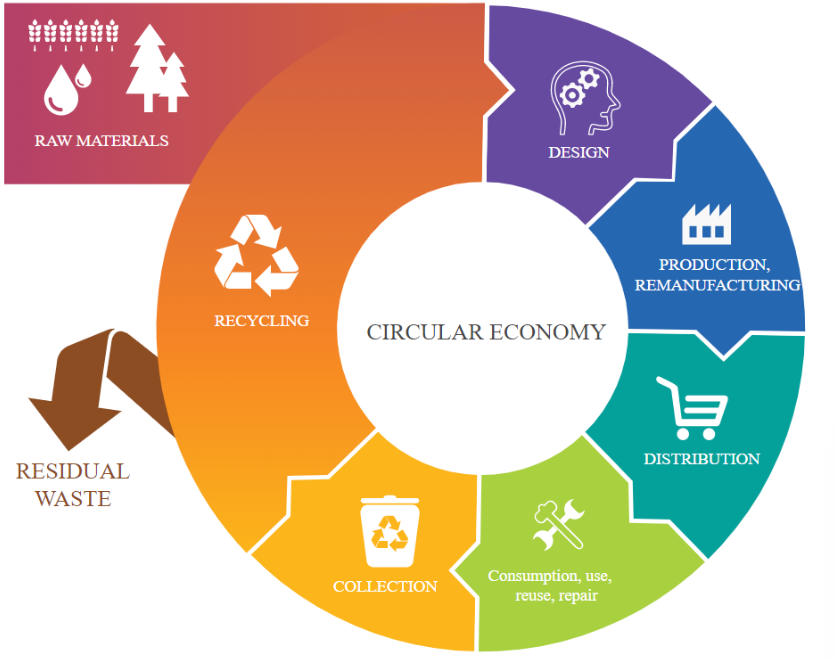 RAW MATERIALS
DESIGN
PRODUCTION,
REMANUFACTURING
RECYCLING
CIRCULAR ECONOMY
DISTRIBUTION
RESIDUAL
WASTE
Consumption, use,
reuse, repair
COLLECTION